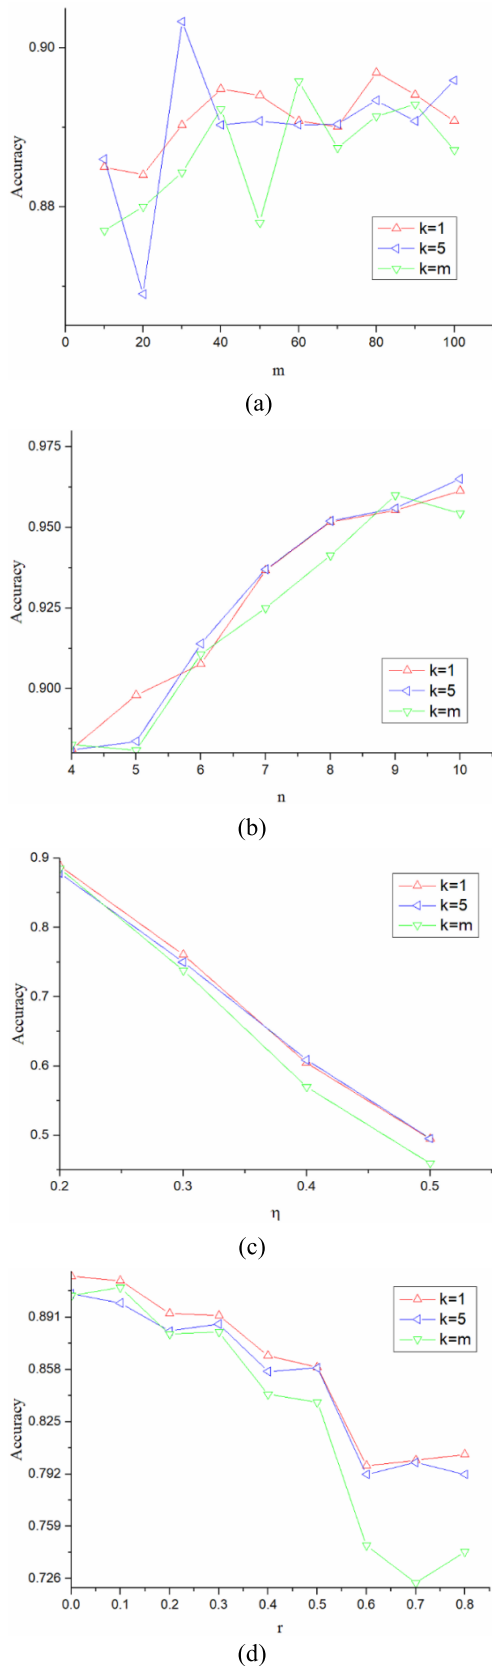 0.90
0.88
Accuracy
k=1
k=5
k=m
0 20 40 60 80 100
m
(a)
0.975
0.950
0.925
0.900
Accuracy
k=1
k=5
k=m
4 5 6 7 8 9 10
n
(b)
0.9
0.8
0.7
0.6
0.5
Accuracy
k=1
k=5
k=m
0.2 0.3 0.4 0.5
η
(c)
0.891
0.858
0.825
0.792
0.759
0.726
Accuracy
k=1
k=5
k=m
0.0 0.1 0.2 0.3 0.4 0.5 0.6 0.7 0.8
r
(d)